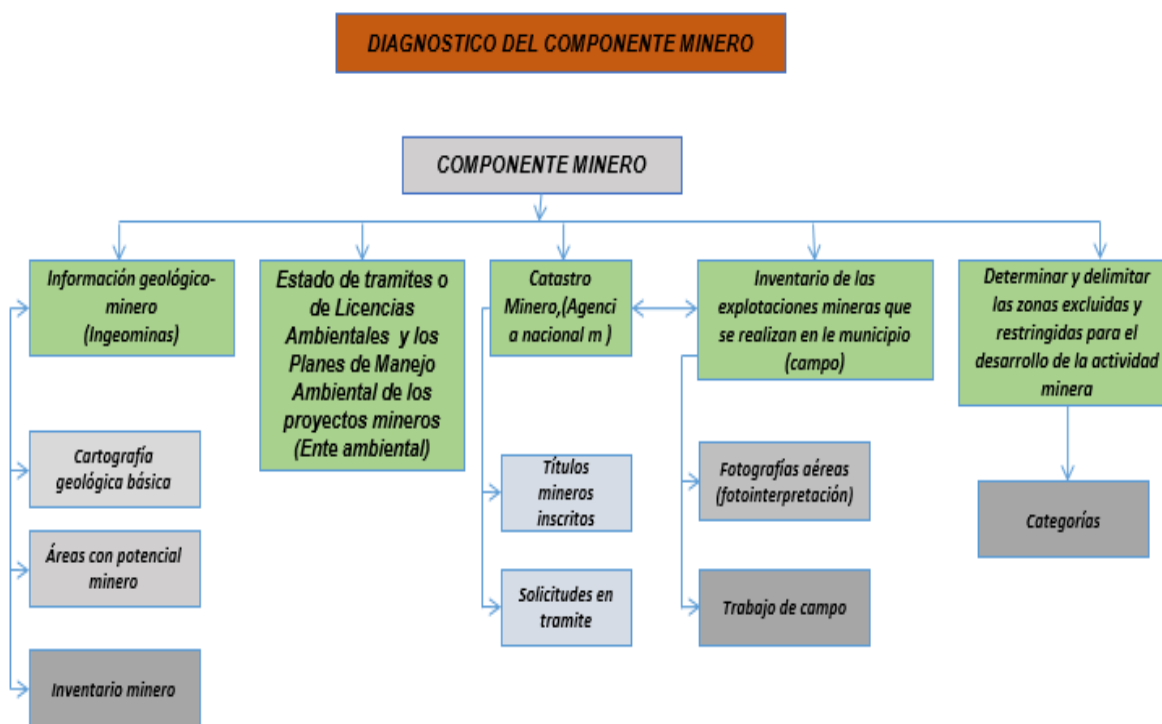 DIAGNOSTICO DEL COMPONENTE MINERO
COMPONENTE MINERO
Información geológico-
minero
(Ingeominas)
Estado de tramites o
de Licencias
Ambientales y los
Planes de Manejo
Ambiental de los
proyectos mineros
(Ente ambiental)
Catastro
Minero,(Agenci
a nacional m )
Inventario de las
explotaciones mineras que
se realizan en le municipio
(campo)
Determinar y delimitar
las zonas excluidas y
restringidas para el
desarrollo de la actividad
minera
Cartografía
geológica básica
Áreas con potencial
minero
Inventario minero
Títulos
mineros
inscritos
Solicitudes en
tramite
Fotografías aéreas
(fotointerpretación)
Trabajo de campo
Categorías